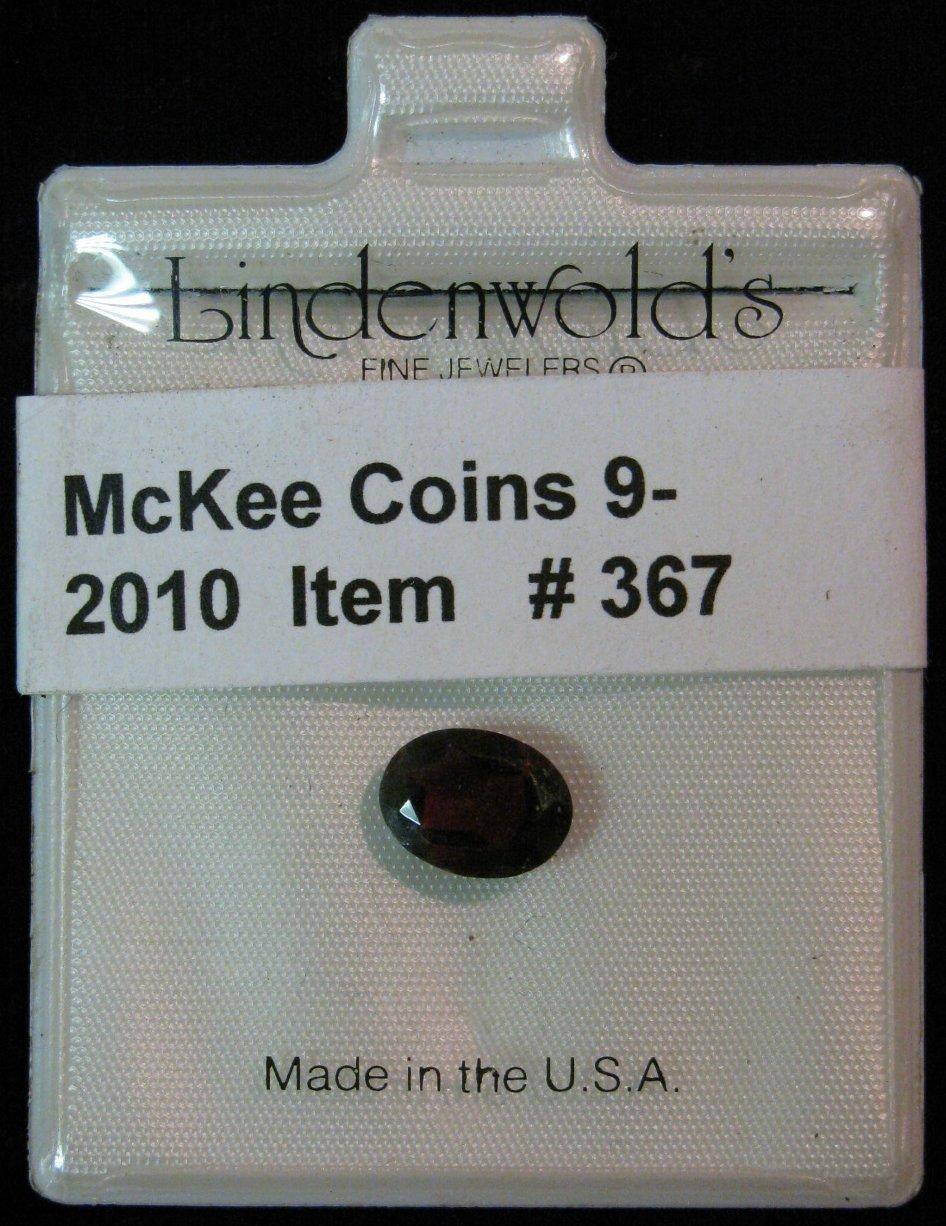 Lindenwold's
FINE JEWELERS ®
McKee Coins 9-
2010 Item # 367
Made in the U.S.A.